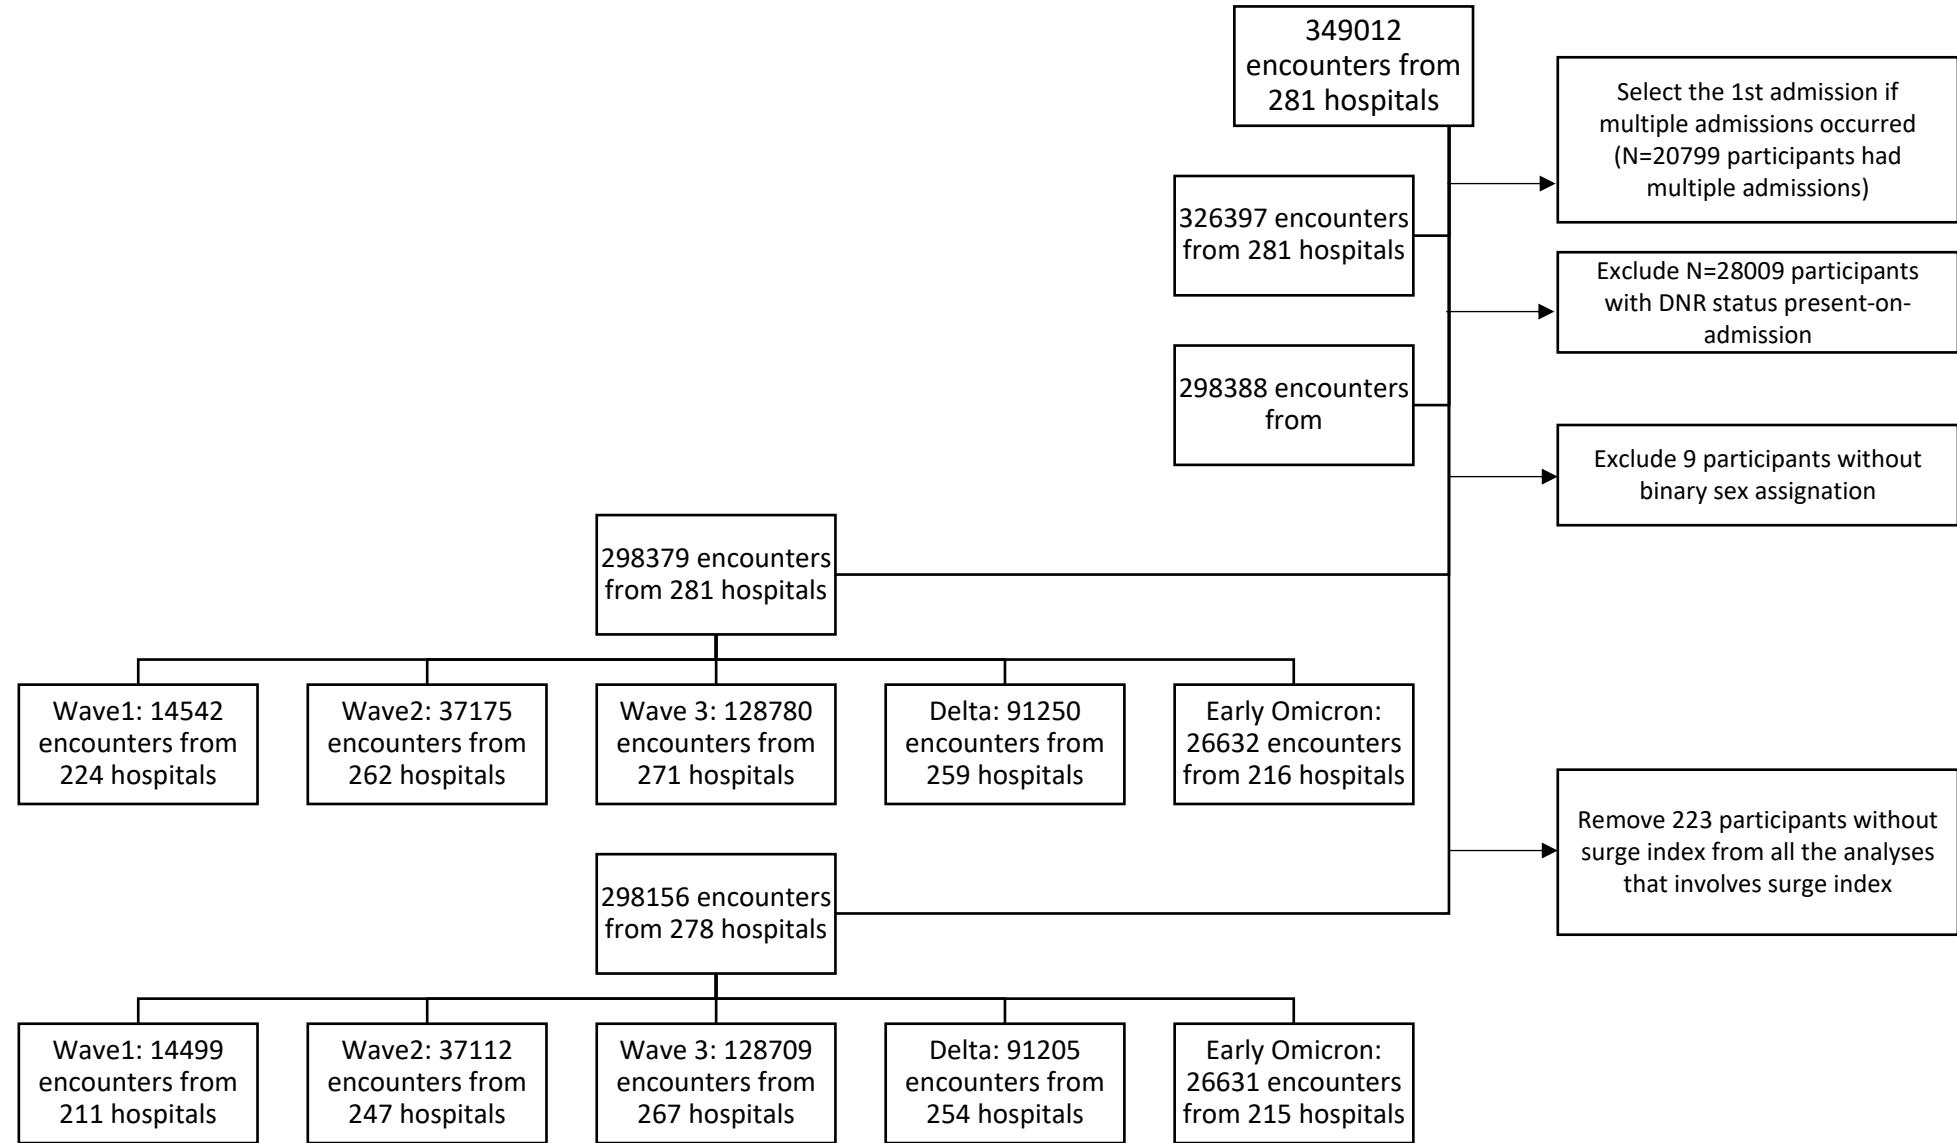 349012
encounters from
281 hospitals
Select the 1st admission if
multiple admissions occurred
(N=20799 participants had
multiple admissions)
326397 encounters
from 281 hospitals
Exclude N=28009 participants
with DNR status present-on-
admission
298388 encounters
from
Exclude 9 participants without
binary sex assignation
298379 encounters
from 281 hospitals
Wave1: 14542
encounters from
224 hospitals
Wave2: 37175
encounters from
262 hospitals
Wave 3: 128780
encounters from
271 hospitals
Delta: 91250
encounters from
259 hospitals
Early Omicron:
26632 encounters
from 216 hospitals
Remove 223 participants without
surge index from all the analyses
that involves surge index
298156 encounters
from 278 hospitals
Wave1: 14499
encounters from
211 hospitals
Wave2: 37112
encounters from
247 hospitals
Wave 3: 128709
encounters from
267 hospitals
Delta: 91205
encounters from
254 hospitals
Early Omicron:
26631 encounters
from 215 hospitals